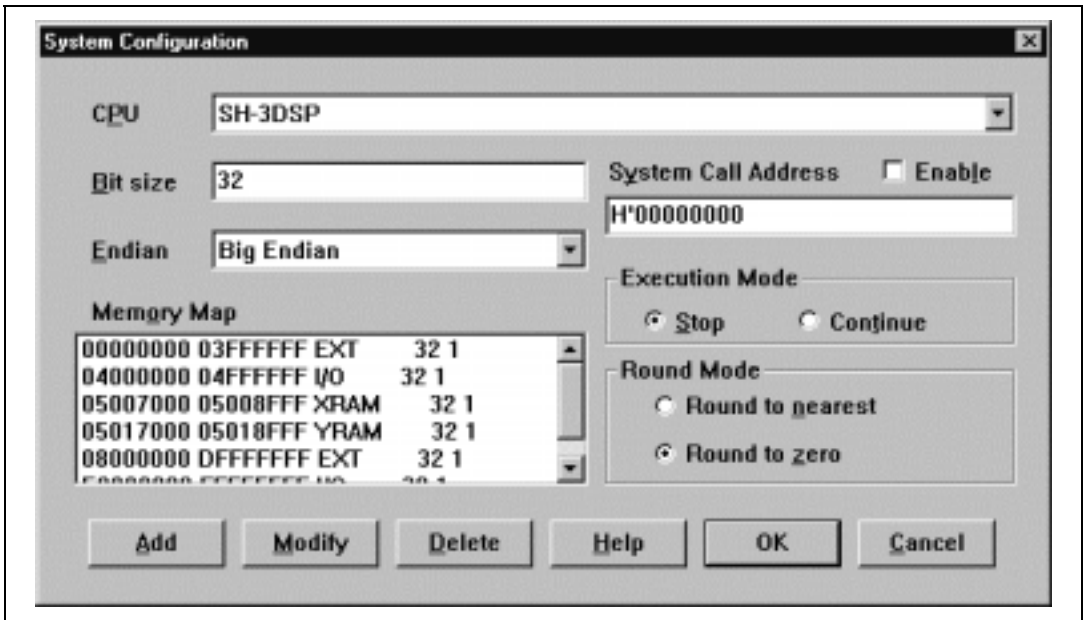 System Configuration
CPU SH-3DSP
Bit size 32
System Call Address Enable
H'00000000
Endian Big Endian
Execution Mode
Stop Continue
Memory Map
00000000 03FFFFFF EXT 32 1
04000000 04FFFFFF I/O 32 1
05007000 05008FFF XRAM 32 1
05017000 05018FFF YRAM 32 1
08000000 DFFFFFFF EXT 32 1
Round Mode
Round to nearest
Round to zero
Add Modify Delete Help OK Cancel